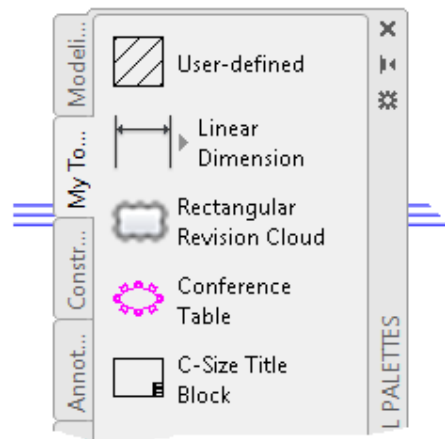 Modeli...
My To...
Constr...
Annot...
User-defined
Linear
Dimension
Rectangular
Revision Cloud
Conference
Table
C-Size Title
Block
L PALETTES